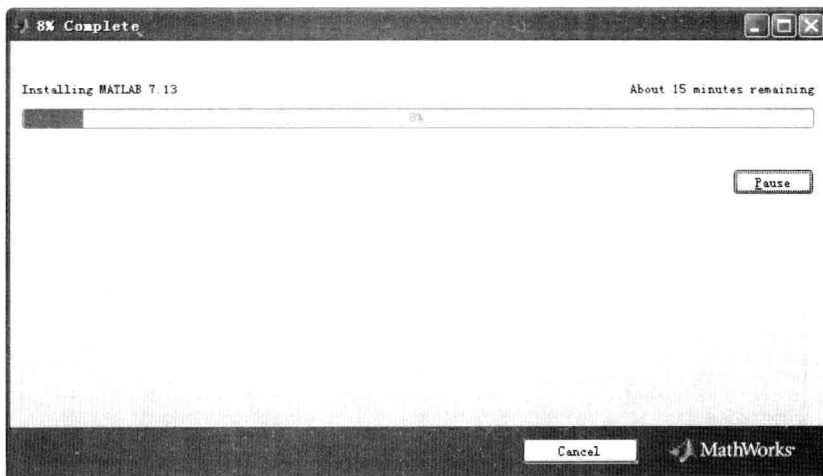 8% Complete
Installing MATLAB 7.13
About 15 minutes remaining
8%
Pause
Cancel
MathWorks